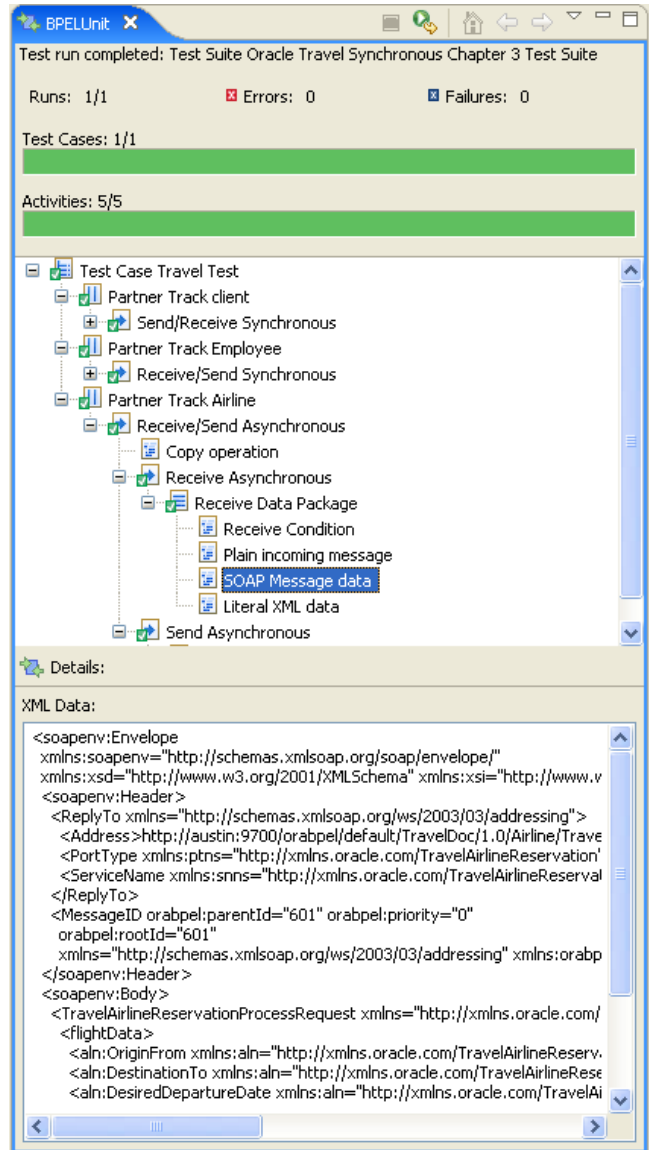 BPELUnit
Test run completed: Test Suite Oracle Travel Synchronous Chapter 3 Test Suite
Runs: 1/1 Errors: 0 Failures: 0
Test Cases: 1/1
Activities: 5/5
Test Case Travel Test
Partner Track client
Send/Receive Synchronous
Partner Track Employee
Receive/Send Synchronous
Partner Track Airline
Receive/Send Asynchronous
Copy operation
Receive Asynchronous
Receive Data Package
Receive Condition
Plain incoming message
SOAP Message data
Literal XML data
Send Asynchronous
Details:
XML Data:
<soapenv:Envelope
xmlns:soapenv="http://schemas.xmlsoap.org/soap/envelope/"
xmlns:xsd="http://www.w3.org/2001/XMLSchema" xmlns:xsi="http://www.w
<soapenv:Header>
<ReplyTo xmlns="http://schemas.xmlsoap.org/ws/2003/03/addressing">
<Address>http://austin:9700/orabpel/default/TravelDoc/1.0/Airline/Trave
<PortType xmlns:ptns="http://xmlns.oracle.com/TravelAirlineReservation"
<ServiceName xmlns:snns="http://xmlns.oracle.com/TravelAirlineReservat
</ReplyTo>
<MessageID orabpel:parentId="601" orabpel:priority="0"
orabpel:rootId="601"
xmlns="http://schemas.xmlsoap.org/ws/2003/03/addressing" xmlns:orabp
</soapenv:Header>
<soapenv:Body>
<TravelAirlineReservationProcessRequest xmlns="http://xmlns.oracle.com/
<flightData>
<aln:OriginFrom xmlns:aln="http://xmlns.oracle.com/TravelAirlineReserv
<aln:DestinationTo xmlns:aln="http://xmlns.oracle.com/TravelAirlineRese
<aln:DesiredDepartureDate xmlns:aln="http://xmlns.oracle.com/TravelAi